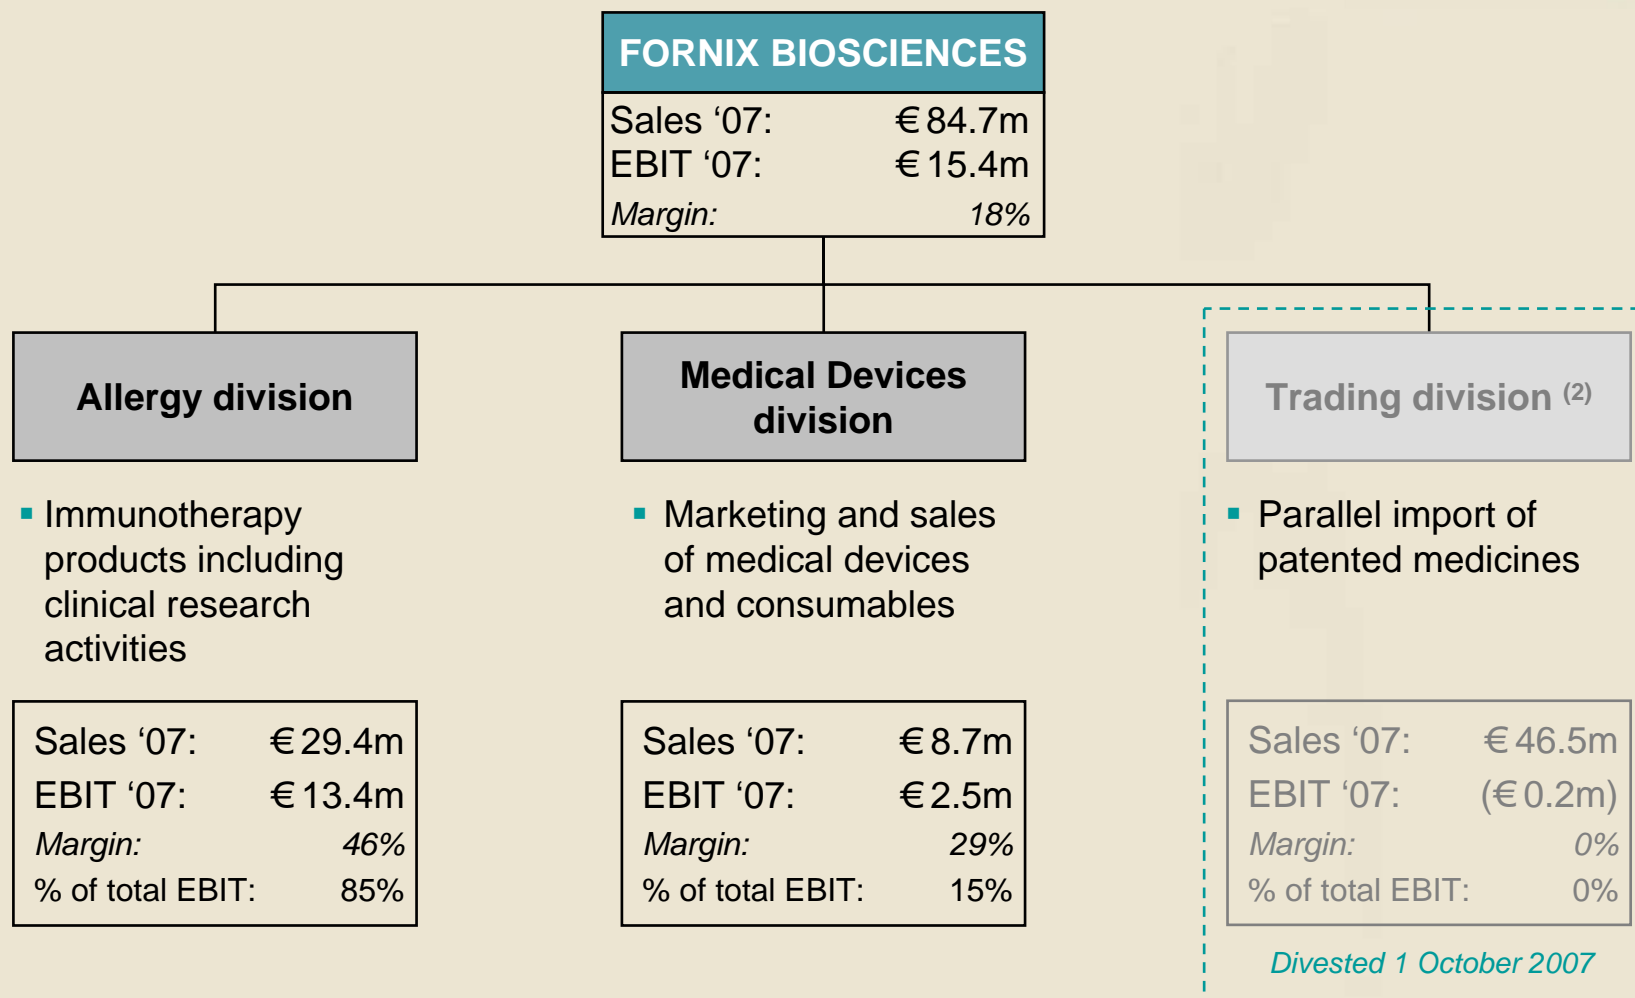 FORNIX BIOSCIENCES
Sales ‘07: € 84.7m
EBIT ‘07: € 15.4m
Margin: 18%
Allergy division
Immunotherapy
products including
clinical research
activities
Sales ‘07: € 29.4m
EBIT ‘07: € 13.4m
Margin: 46%
% of total EBIT: 85%
Medical Devices
division
Marketing and sales
of medical devices
and consumables
Sales ‘07: € 8.7m
EBIT ‘07: € 2.5m
Margin: 29%
% of total EBIT: 15%
Trading division (2)
Parallel import of
patented medicines
Sales ‘07: € 46.5m
EBIT ‘07: (€ 0.2m)
Margin: 0%
% of total EBIT: 0%
Divested 1 October 2007